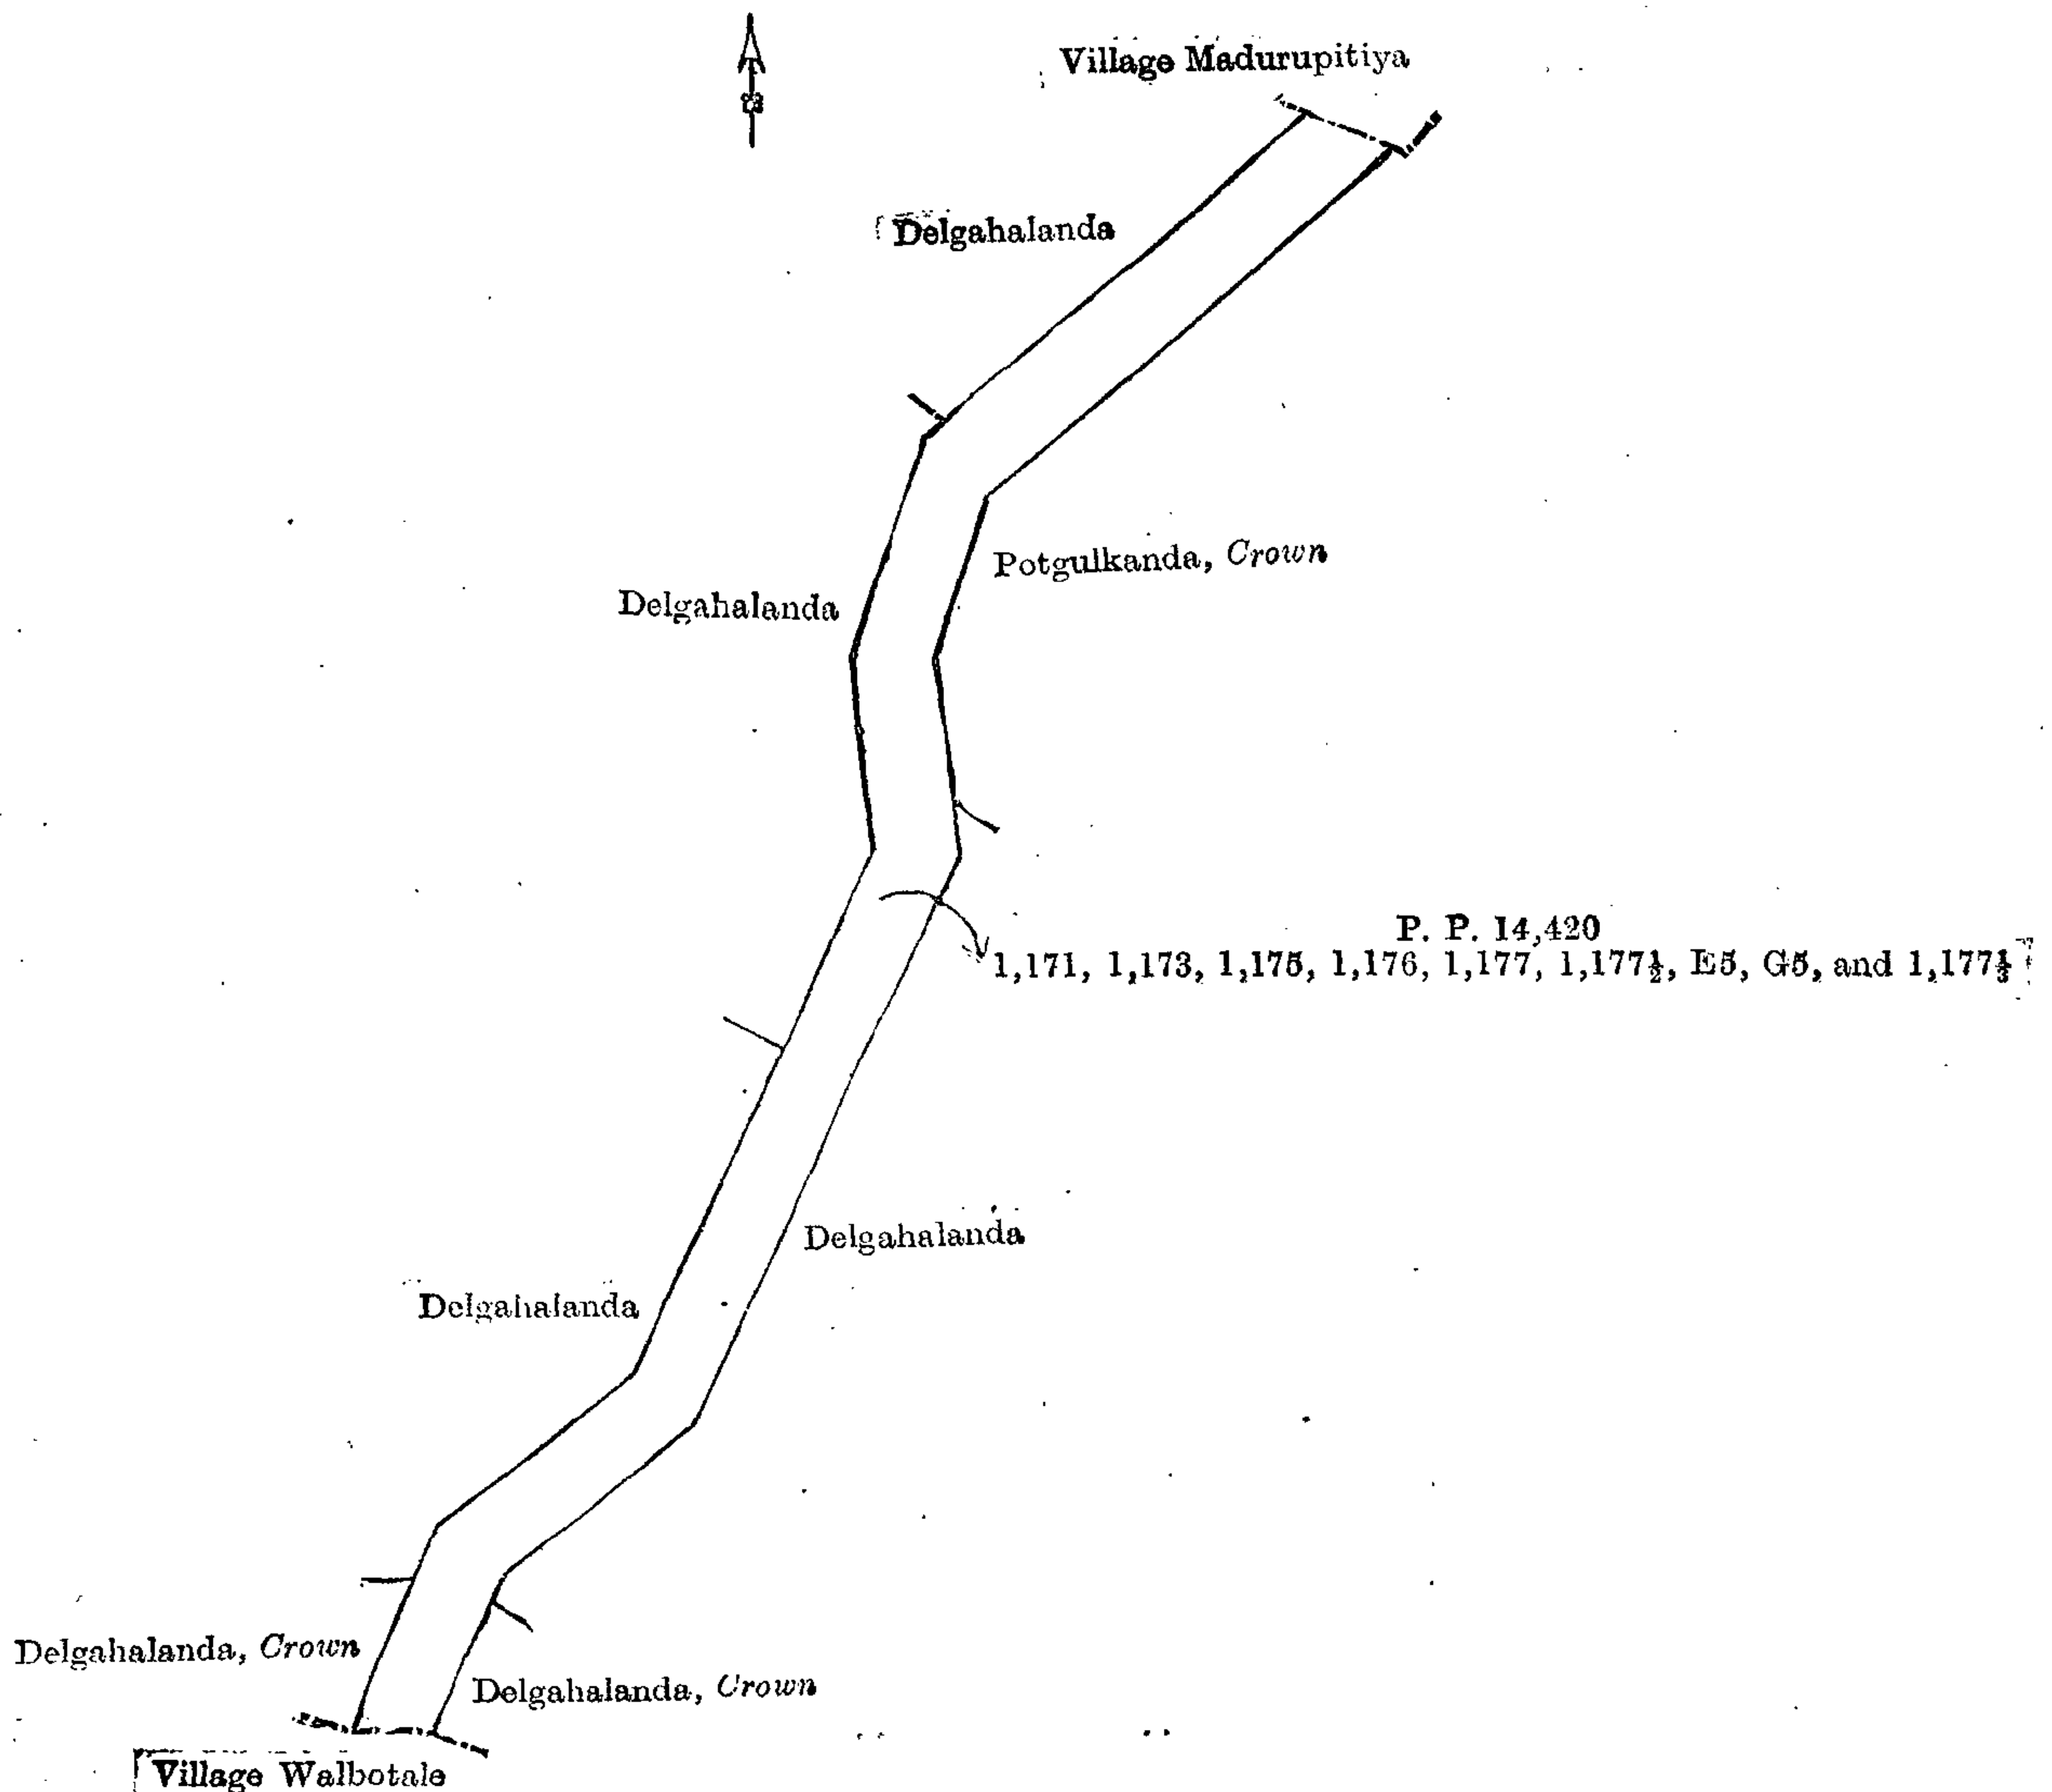 Village Madurupitiya
Delgahalanda
Potgulkanda, Crown
Delgahalanda
P. P. 14,420
1,171, 1,173, 1,175, 1,176, 1,177, 1,177½, E5, G5, and 1,177⅓
Delgahalanda
Delgahalanda
Delgahalanda, Crown
Delgahalanda, Crown
Village Walbotale